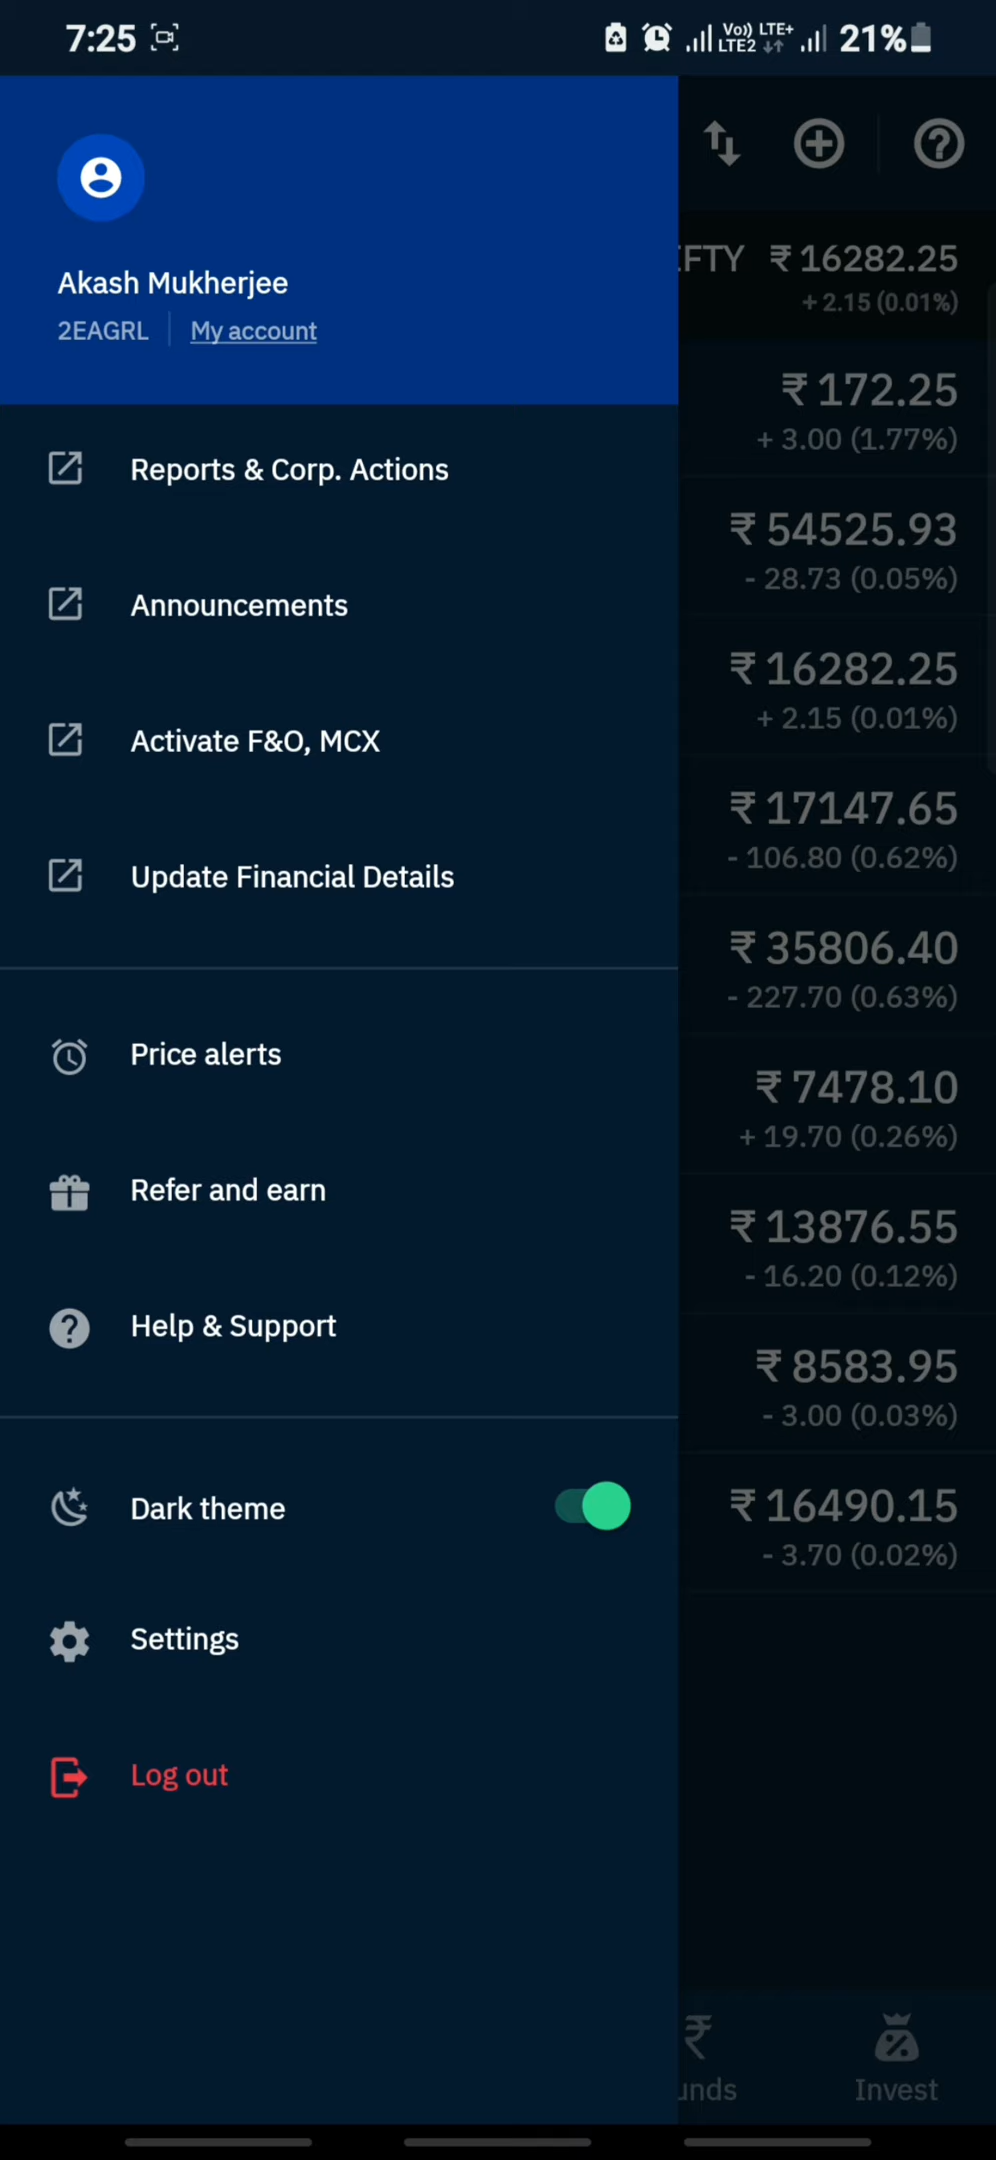 7:25 Vo)) LTE+ LTE2 21%
Akash Mukherjee
2EAGRL My account
Reports & Corp. Actions
Announcements
Activate F&O, MCX
Update Financial Details
Price alerts
Refer and earn
Help & Support
Dark theme
Settings
Log out
FTY ₹ 16282.25
+ 2.15 (0.01%)
₹ 172.25
+ 3.00 (1.77%)
₹ 54525.93
- 28.73 (0.05%)
₹ 16282.25
+ 2.15 (0.01%)
₹ 17147.65
- 106.80 (0.62%)
₹ 35806.40
- 227.70 (0.63%)
₹ 7478.10
+ 19.70 (0.26%)
₹ 13876.55
- 16.20 (0.12%)
₹ 8583.95
- 3.00 (0.03%)
₹ 16490.15
- 3.70 (0.02%)
₹
unds Invest